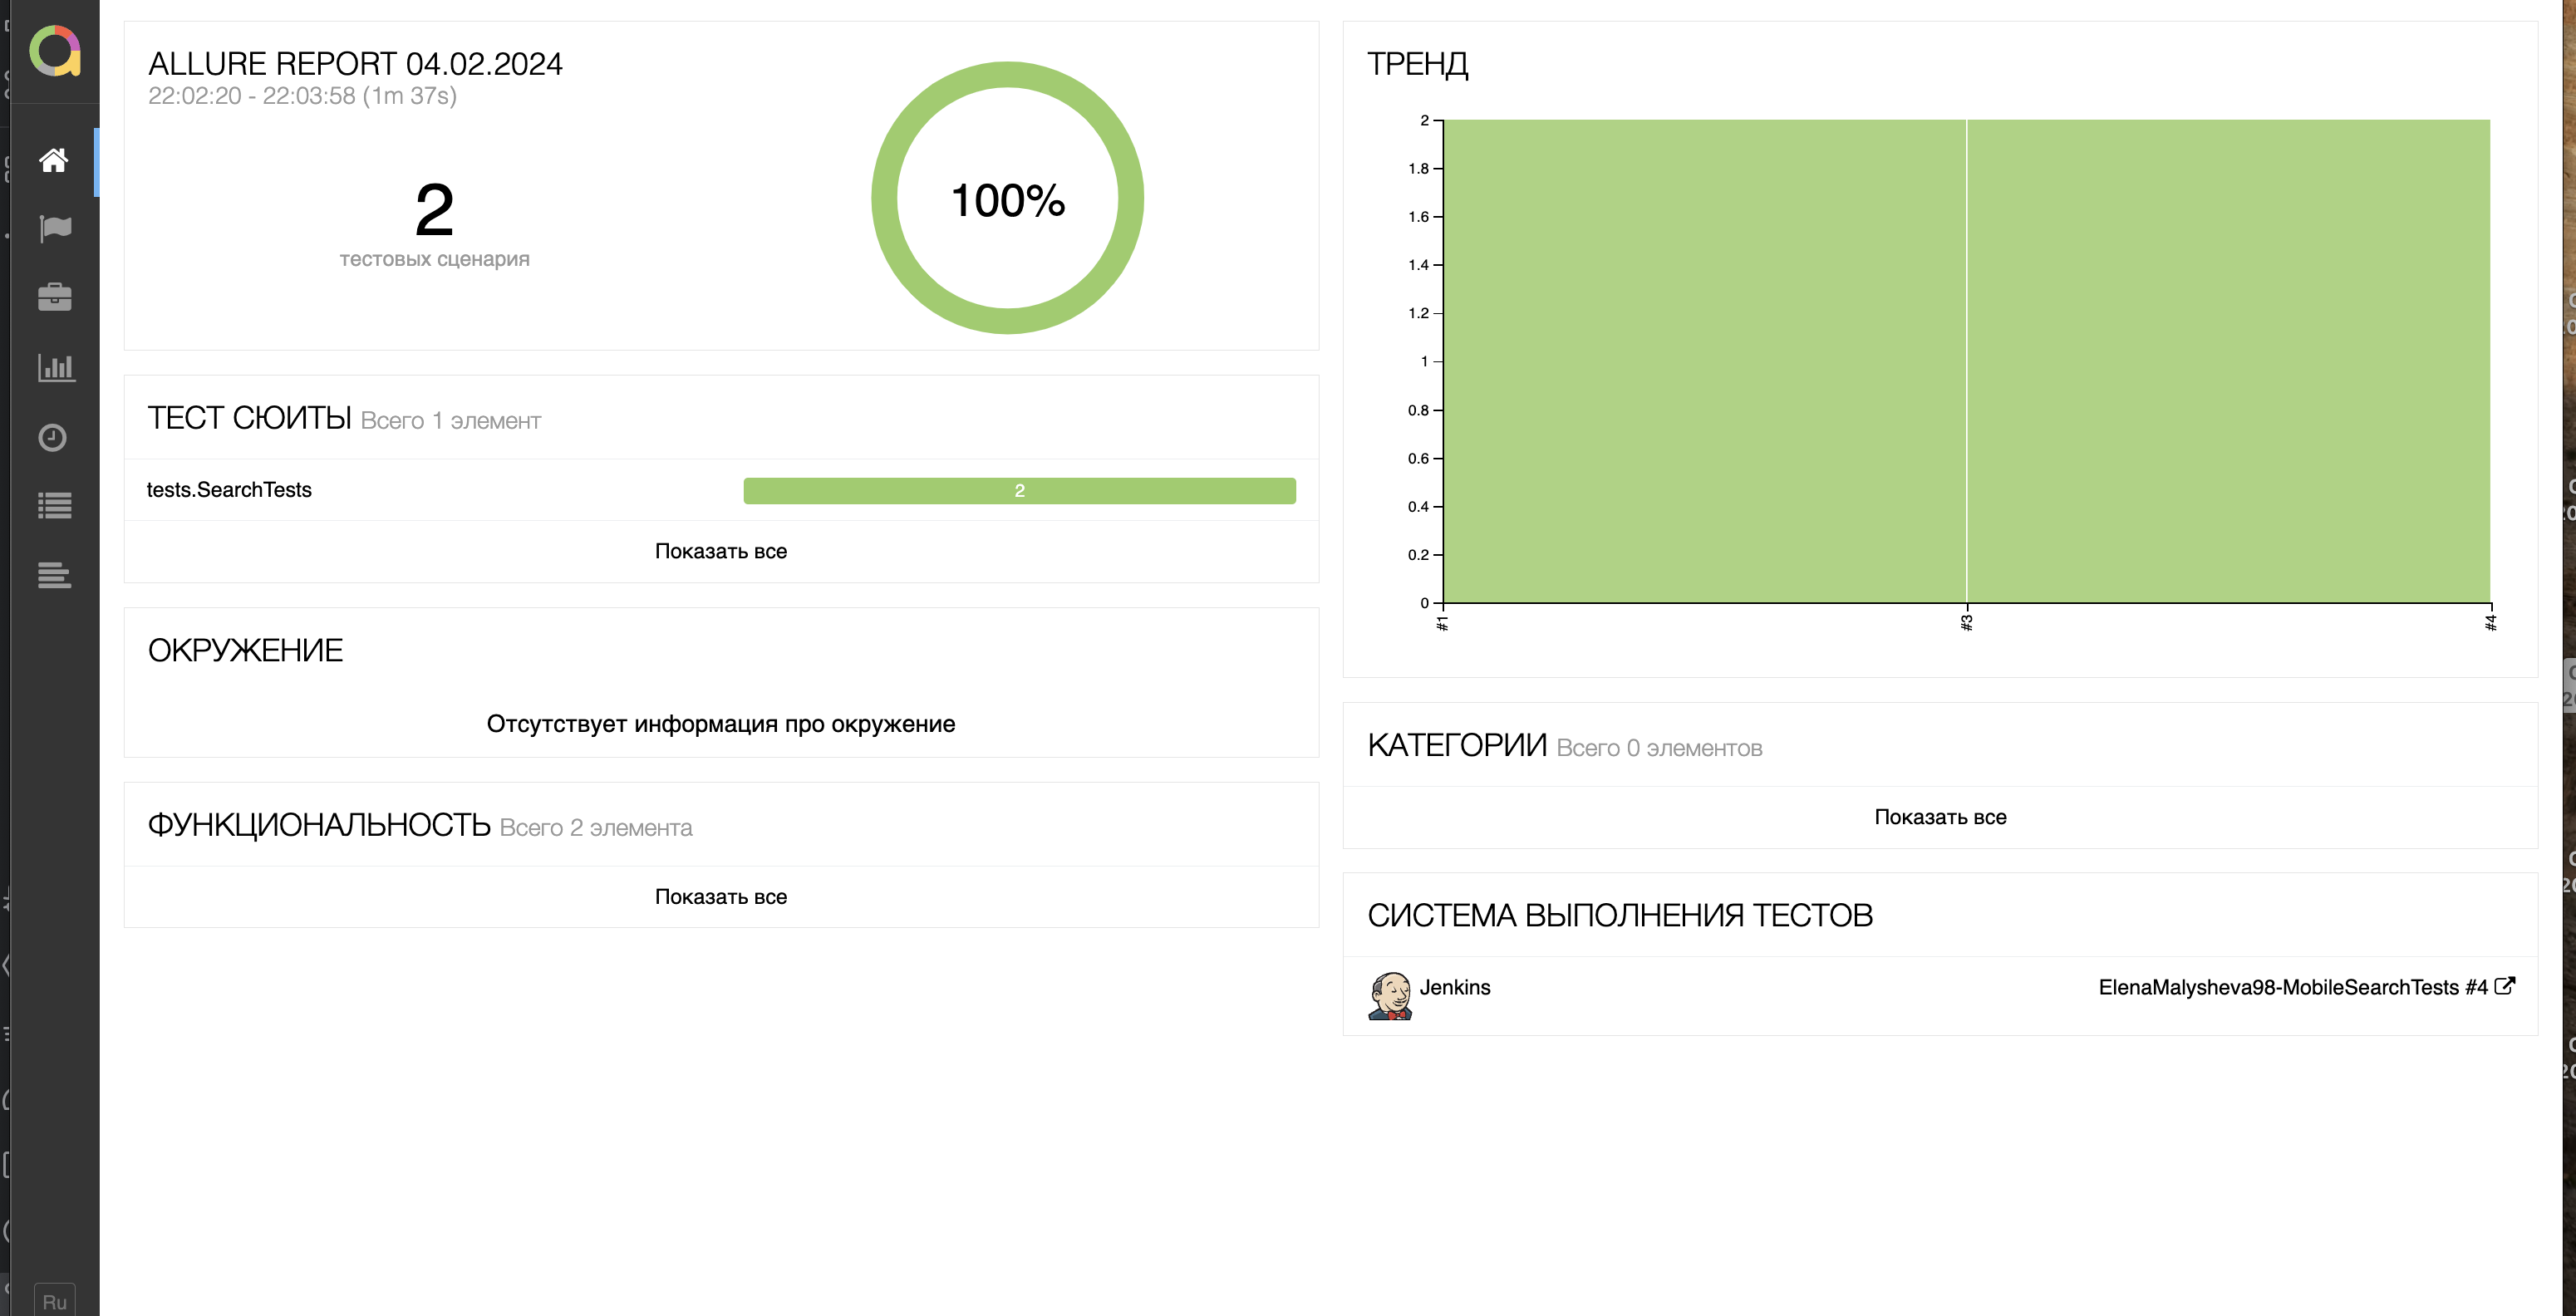 ALLURE REPORT 04.02.2024
22:02:20 - 22:03:58 (1m 37s)
2
тестовых сценария
100%
ТЕСТ СЮИТЫ Всего 1 элемент
tests.SearchTests 2
Показать все
ОКРУЖЕНИЕ
Отсутствует информация про окружение
ФУНКЦИОНАЛЬНОСТЬ Всего 2 элемента
Показать все
ТРЕНД
2
1.8
1.6
1.4
1.2
1
0.8
0.6
0.4
0.2
0
#1 #3 #4
КАТЕГОРИИ Всего 0 элементов
Показать все
СИСТЕМА ВЫПОЛНЕНИЯ ТЕСТОВ
Jenkins ElenaMalysheva98-MobileSearchTests #4
Ru